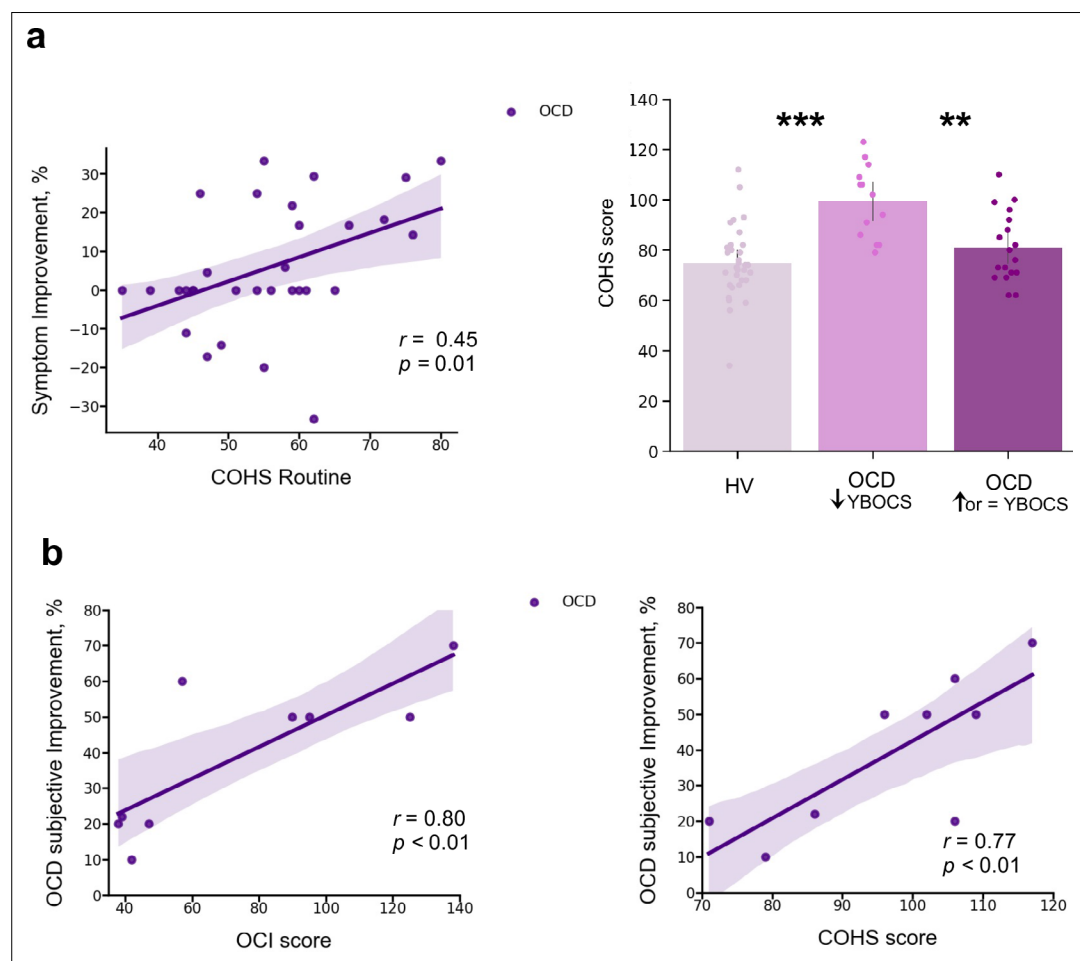 a
OCD
Symptom Improvement, %
30
20
10
0
−10
−20
−30
40 50 60 70 80
COHS Routine
r = 0.45
p = 0.01
COHS score
140
120
100
80
60
40
20
0
*** **
HV
OCD
↓YBOCS
OCD
↑or = YBOCS
b
OCD
OCD subjective Improvement, %
80
70
60
50
40
30
20
10
0
40 60 80 100 120 140
OCI score
r = 0.80
p < 0.01
OCD subjective Improvement, %
80
70
60
50
40
30
20
10
0
70 80 90 100 110 120
COHS score
r = 0.77
p < 0.01